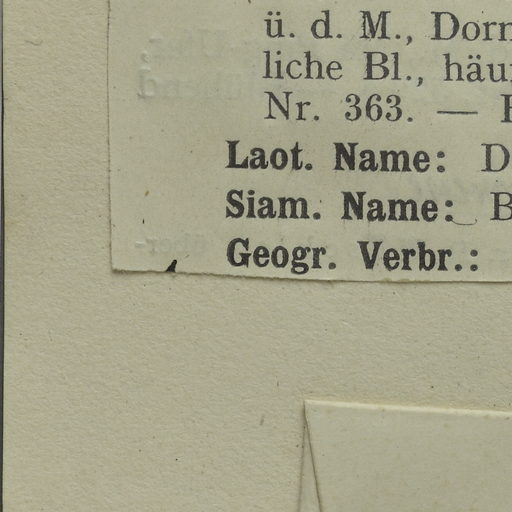 ü. d. M., Dorn
liche Bl., häu
Nr. 363. —
Laot. Name: D
Siam. Name: B
Geogr. Verbr.: